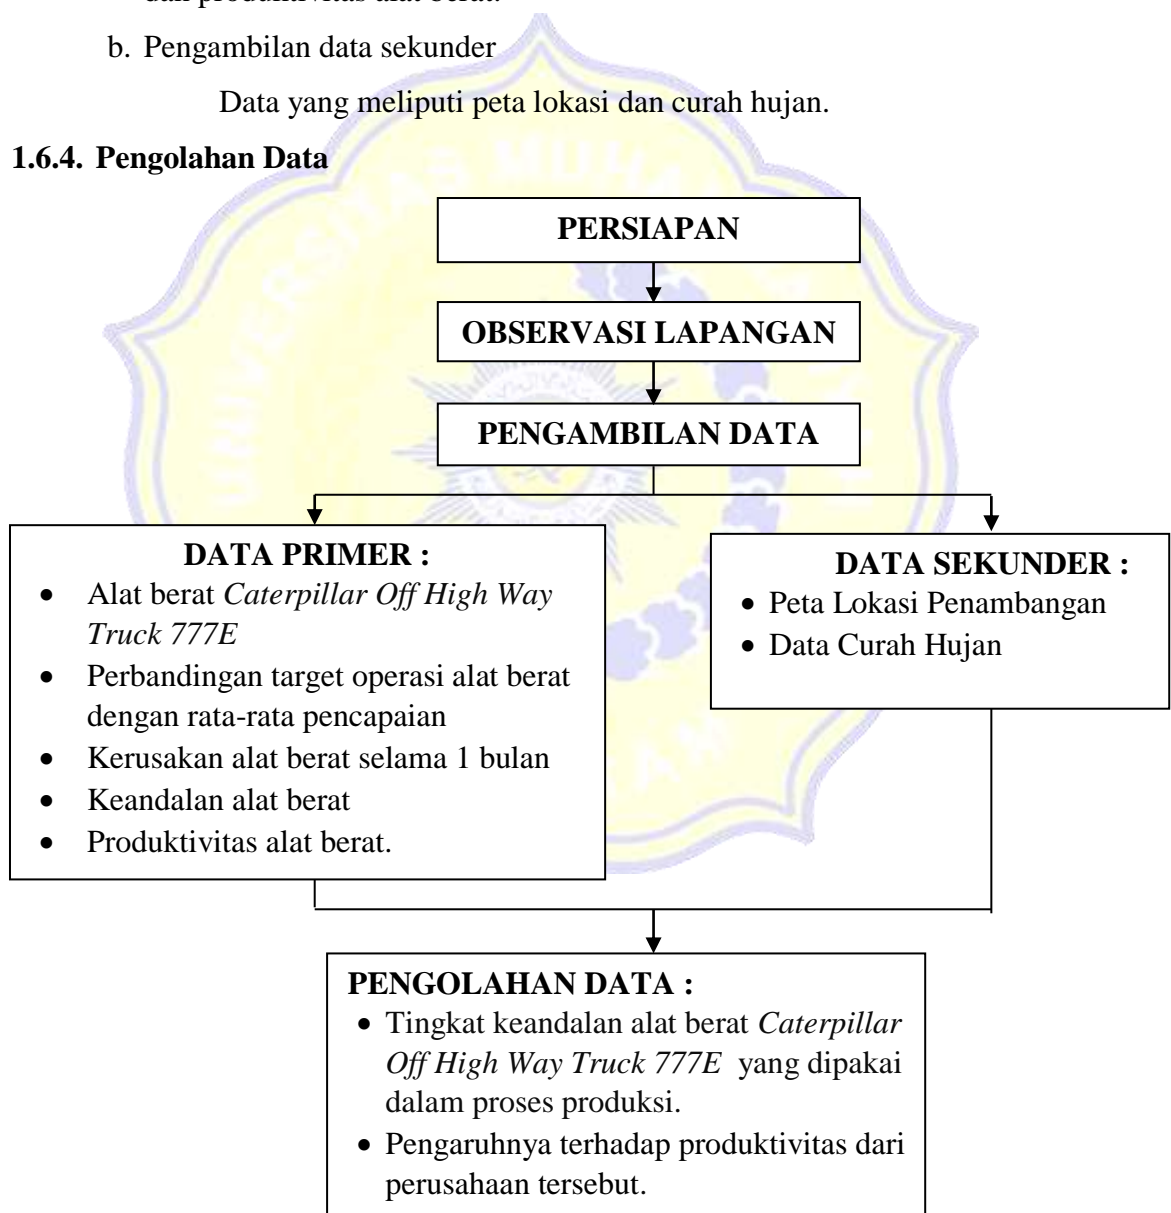 dan produktivitas alat berat.
b. Pengambilan data sekunder
Data yang meliputi peta lokasi dan curah hujan.
1.6.4. Pengolahan Data
PERSIAPAN
OBSERVASI LAPANGAN
PENGAMBILAN DATA
DATA PRIMER :
• Alat berat Caterpillar Off High Way
Truck 777E
• Perbandingan target operasi alat berat
dengan rata-rata pencapaian
• Kerusakan alat berat selama 1 bulan
• Keandalan alat berat
• Produktivitas alat berat.
DATA SEKUNDER :
• Peta Lokasi Penambangan
• Data Curah Hujan
PENGOLAHAN DATA :
• Tingkat keandalan alat berat Caterpillar
Off High Way Truck 777E yang dipakai
dalam proses produksi.
• Pengaruhnya terhadap produktivitas dari
perusahaan tersebut.